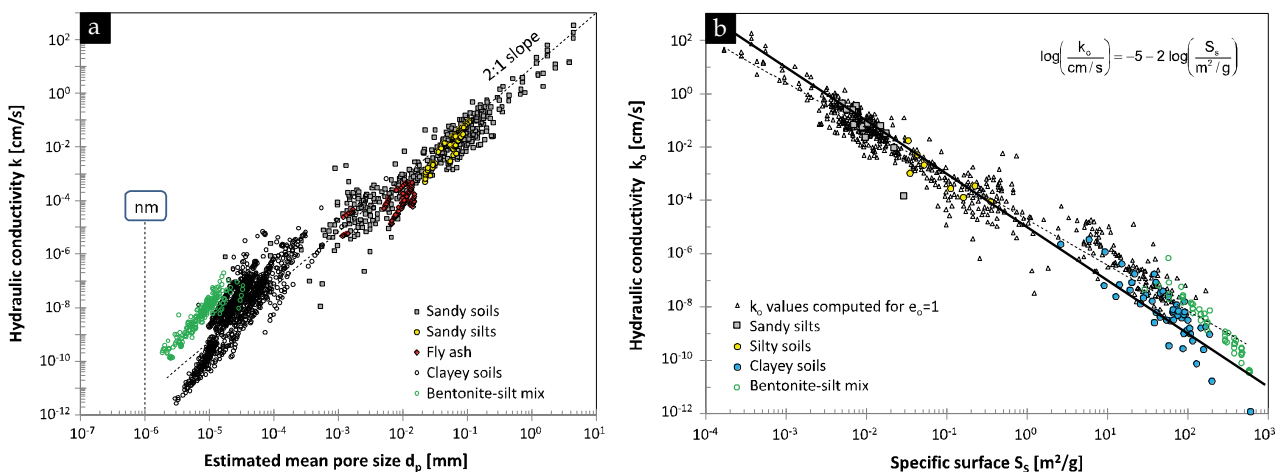 a
10^2
10^0
10^-2
10^-4
10^-6
10^-8
10^-10
10^-12
Hydraulic conductivity k [cm/s]
2:1 slope
nm
Sandy soils
Sandy silts
Fly ash
Clayey soils
Bentonite-silt mix
10^-7 10^-6 10^-5 10^-4 10^-3 10^-2 10^-1 10^0 10^1
Estimated mean pore size d_p [mm]
b
10^2
10^0
10^-2
10^-4
10^-6
10^-8
10^-10
10^-12
Hydraulic conductivity k_o [cm/s]
log(k_o / cm/s) = -5 - 2 log(S_s / m^2/g)
k_o values computed for e_o=1
Sandy silts
Silty soils
Clayey soils
Bentonite-silt mix
10^-4 10^-3 10^-2 10^-1 10^0 10^1 10^2 10^3
Specific surface S_s [m^2/g]